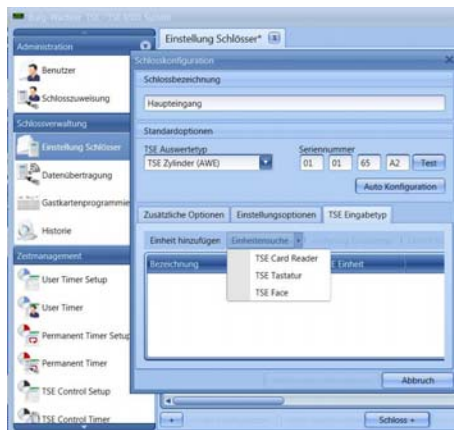 Einstellung Schlösser*
Administration
Benutzer
Schlosszuweisung
Schlossverwaltung
Einstellung Schlösser
Datenübertragung
Gastkartenprogrammie
Historie
Zeitmanagement
User Timer Setup
User Timer
Permanent Timer Setup
Permanent Timer
TSE Control Setup
TSE Control Timer
Schlosskonfiguration
Schlossbezeichnung
Haupteingang
Standardoptionen
TSE Auswertetyp
Seriennummer
TSE Zylinder (AWE)
01 01 65 A2 Test
Auto Konfiguration
Zusätzliche Optionen Einstellungsoptionen TSE Eingabetyp
Einheit hinzufügen Einheitensuche
Bezeichnung Einheit
TSE Card Reader
TSE Tastatur
TSE Face
Abbruch
+ Schloss +